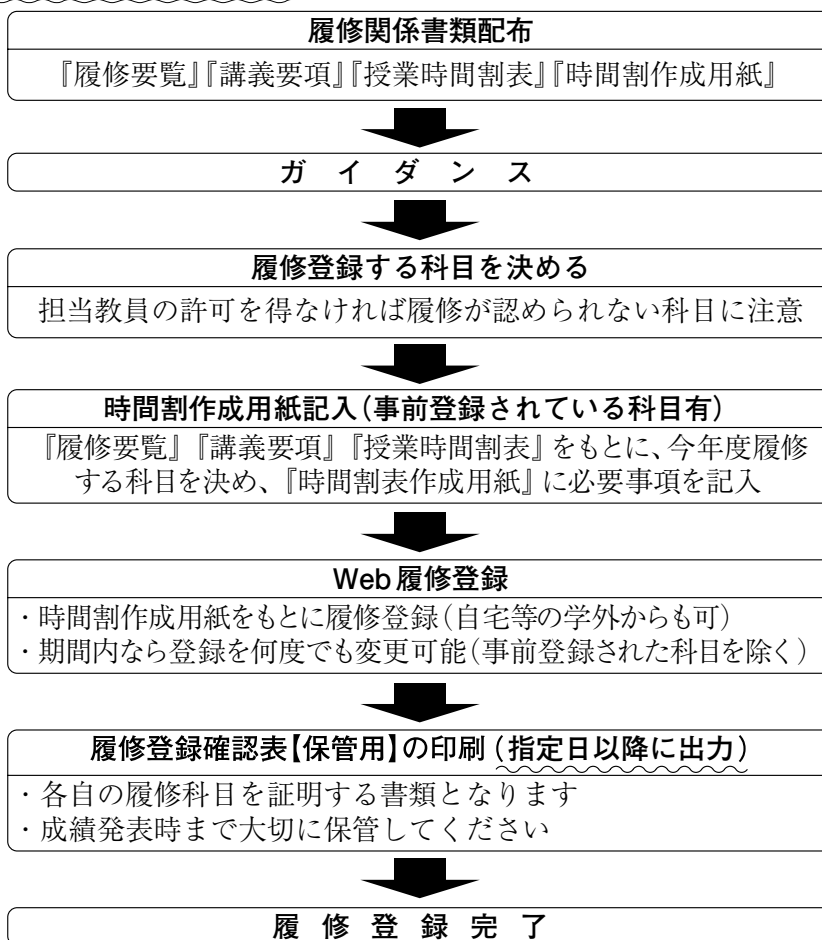 履修関係書類配布
『履修要覧』『講義要項』『授業時間割表』『時間割作成用紙』
ガイダンス
履修登録する科目を決める
担当教員の許可を得なければ履修が認められない科目に注意
時間割作成用紙記入(事前登録されている科目有)
『履修要覧』『講義要項』『授業時間割表』をもとに、今年度履修
する科目を決め、『時間割表作成用紙』に必要事項を記入
Web履修登録
・時間割作成用紙をもとに履修登録(自宅等の学外からも可)
・期間内なら登録を何度でも変更可能(事前登録された科目を除く)
履修登録確認表【保管用】の印刷(指定日以降に出力)
・各自の履修科目を証明する書類となります
・成績発表時まで大切に保管してください
履修登録完了